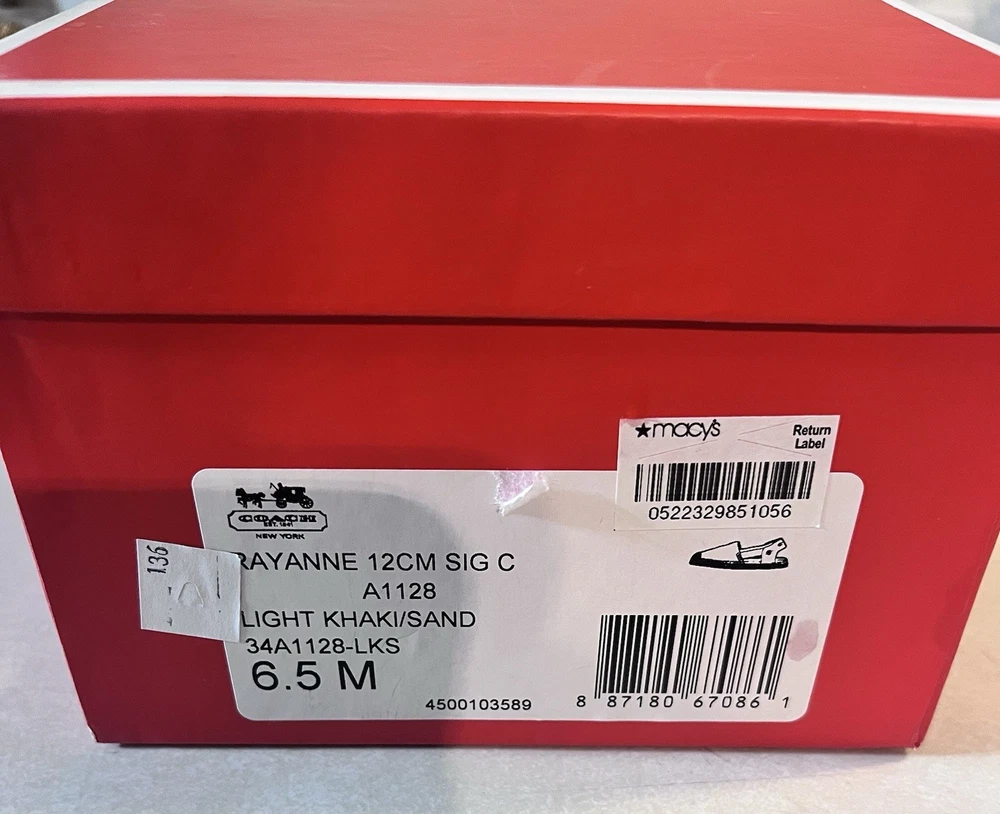 ★macy's
Return
Label
0522329851056
COACH
EST. 1941
NEW YORK
RAYANNE 12CM SIG C
A1128
LIGHT KHAKI/SAND
34A1128-LKS
6.5 M
4500103589
8 87180 67086 1
136